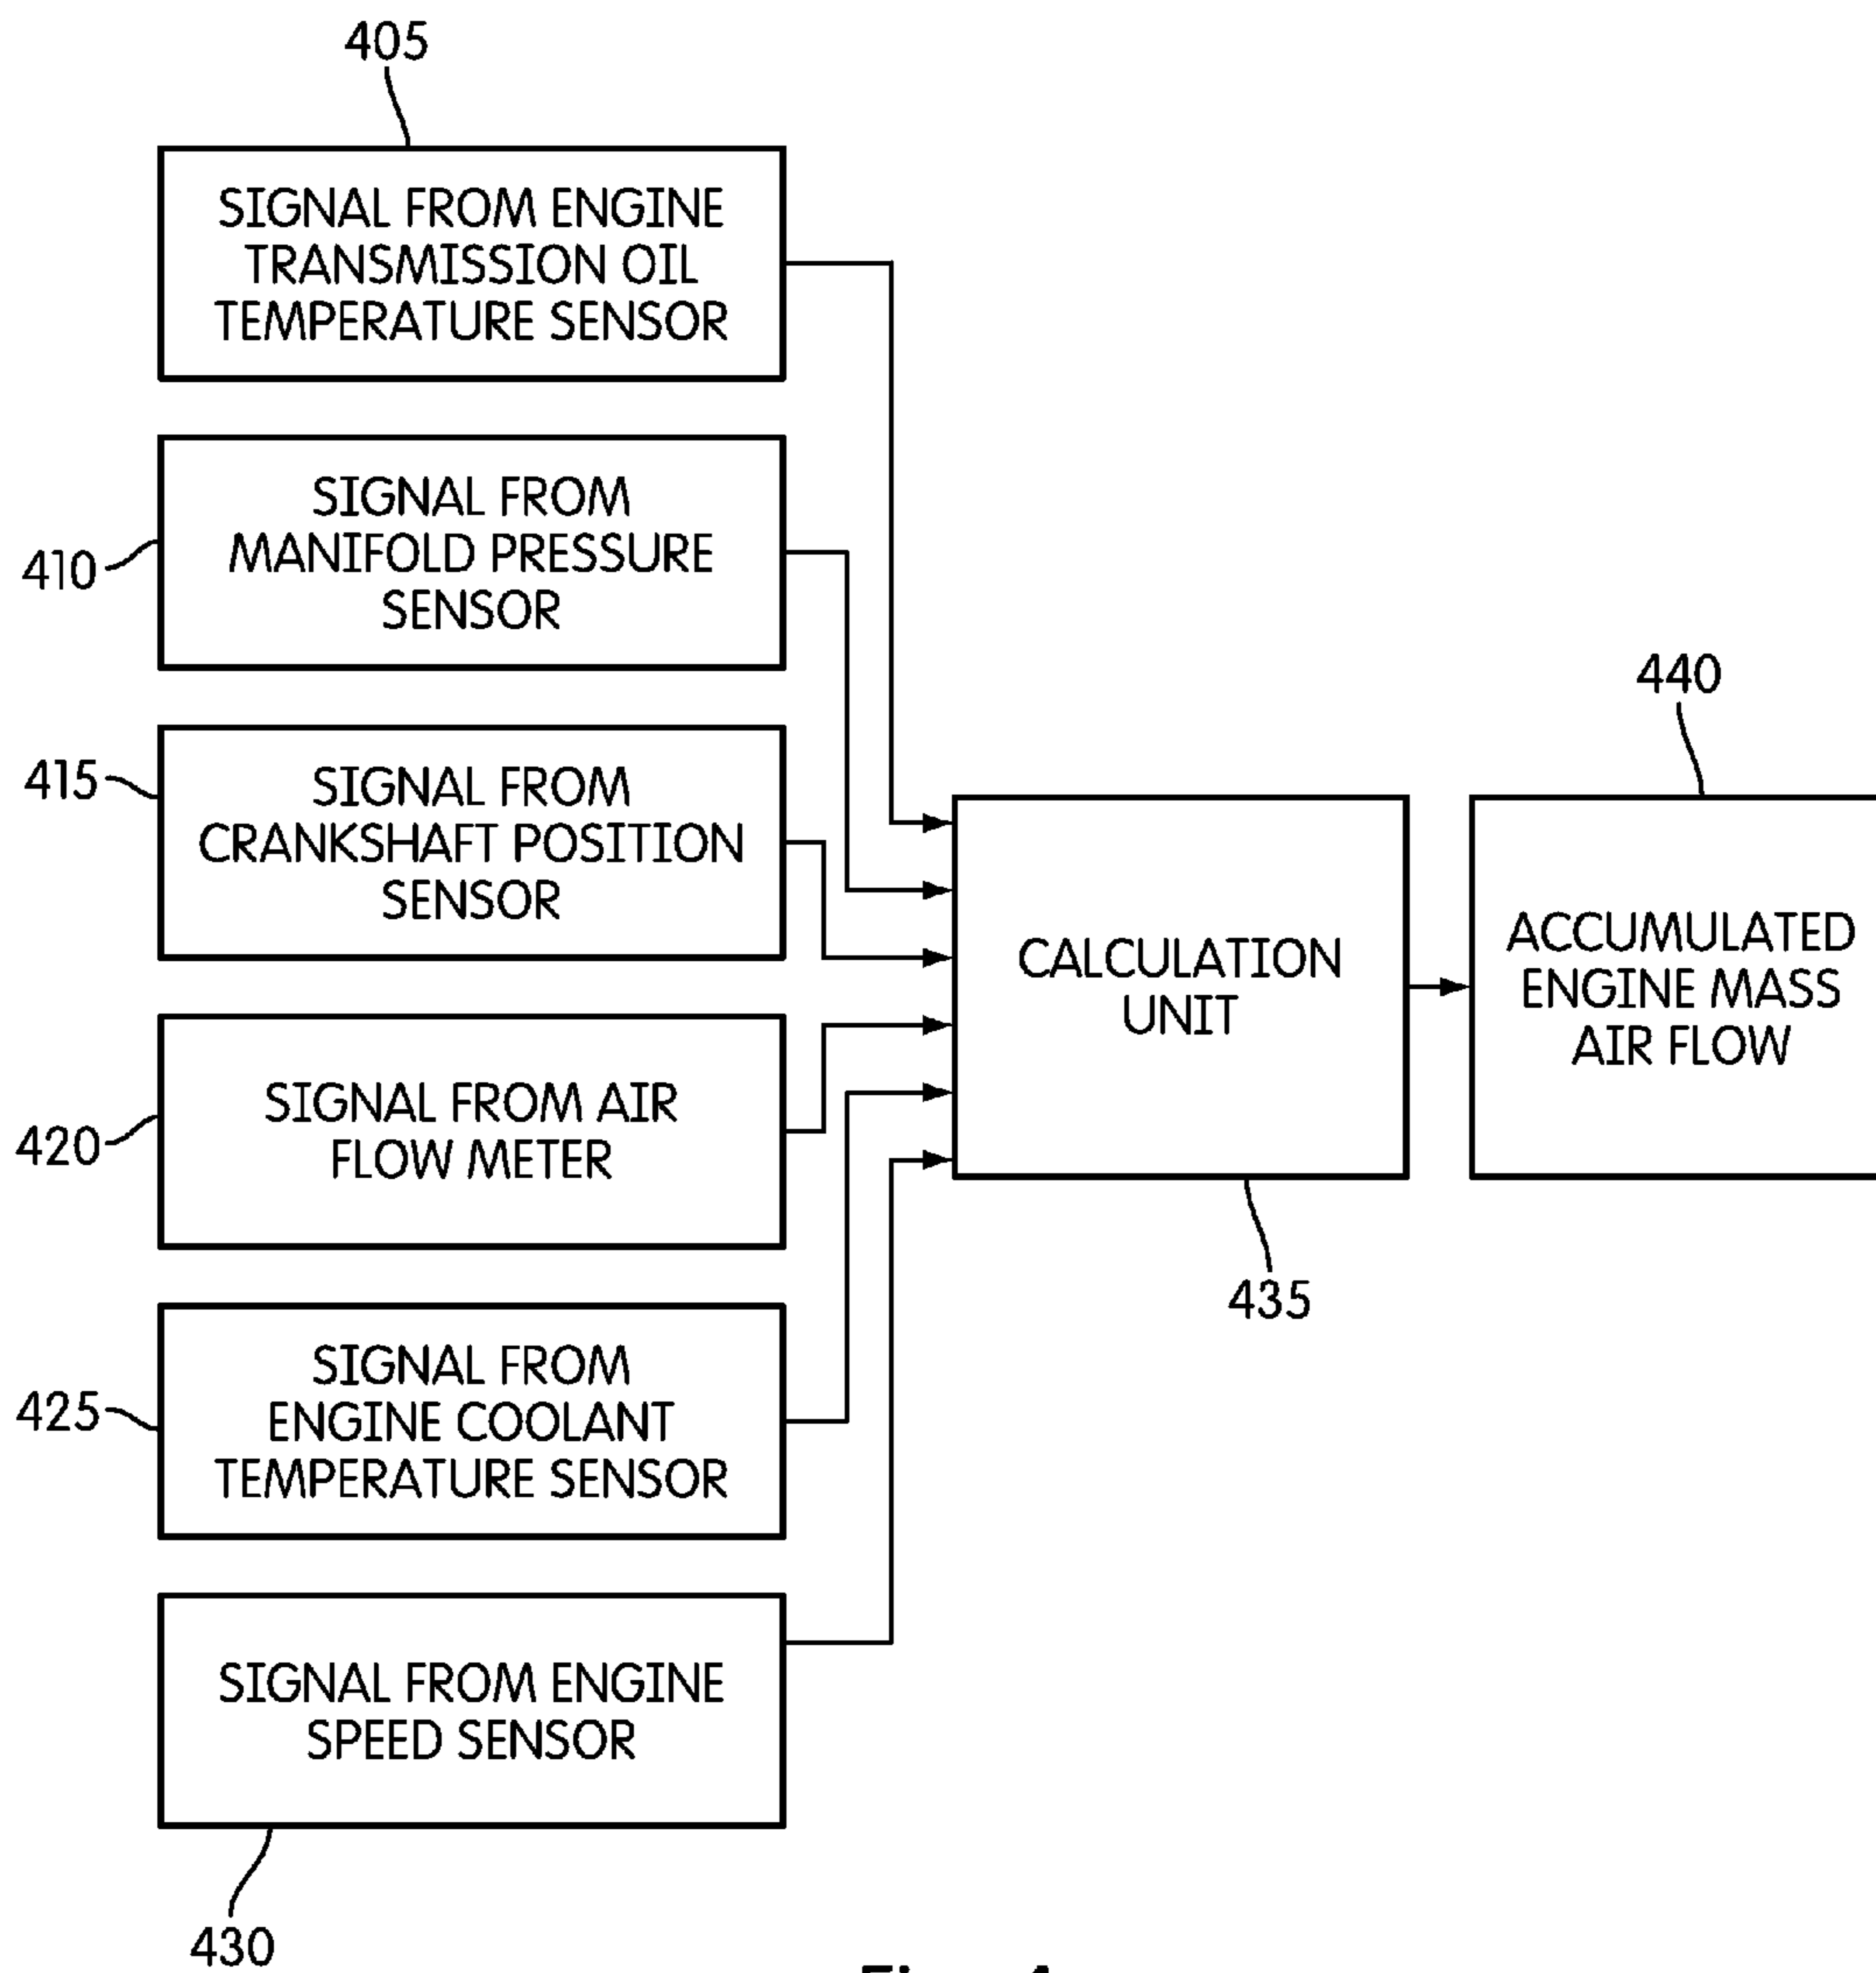 405
SIGNAL FROM ENGINE
TRANSMISSION OIL
TEMPERATURE SENSOR
410
SIGNAL FROM
MANIFOLD PRESSURE
SENSOR
415
SIGNAL FROM
CRANKSHAFT POSITION
SENSOR
420
SIGNAL FROM AIR
FLOW METER
425
SIGNAL FROM
ENGINE COOLANT
TEMPERATURE SENSOR
SIGNAL FROM ENGINE
SPEED SENSOR
430
CALCULATION
UNIT
435
440
ACCUMULATED
ENGINE MASS
AIR FLOW